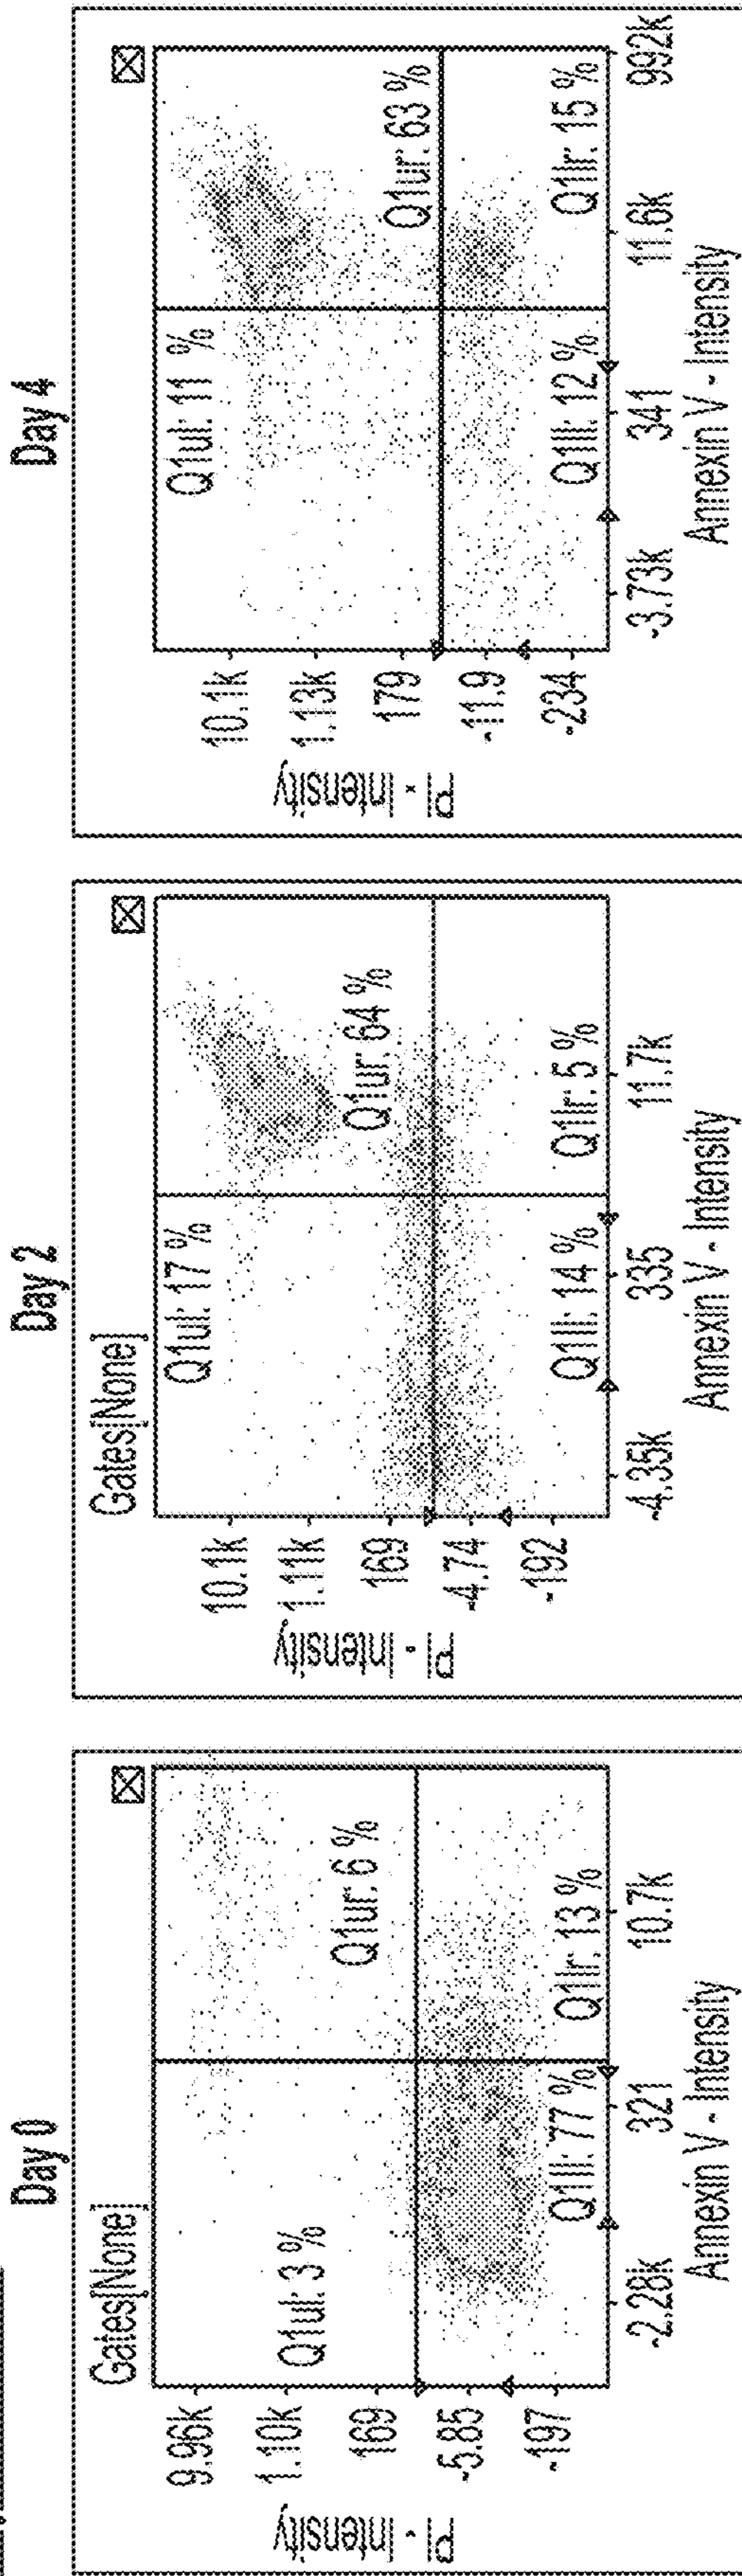 Day 0
Gates[None]
Q1ul: 3 %
Q1ur: 6 %
Q1ll: 77 %
Q1lr: 13 %
9.96k
1.10k
169
-5.85
-197
PI - Intensity
-2.28k
321
10.7k
Annexin V - Intensity
Day 2
Gates[None]
Q1ul: 17 %
Q1ur: 64 %
Q1ll: 14 %
Q1lr: 5 %
10.1k
1.11k
169
-4.74
-192
PI - Intensity
-4.35k
335
11.7k
Annexin V - Intensity
Day 4
Q1ul: 11 %
Q1ur: 63 %
Q1ll: 12 %
Q1lr: 15 %
10.1k
1.13k
179
-11.9
-234
PI - Intensity
-3.73k
341
11.6k
992k
Annexin V - Intensity